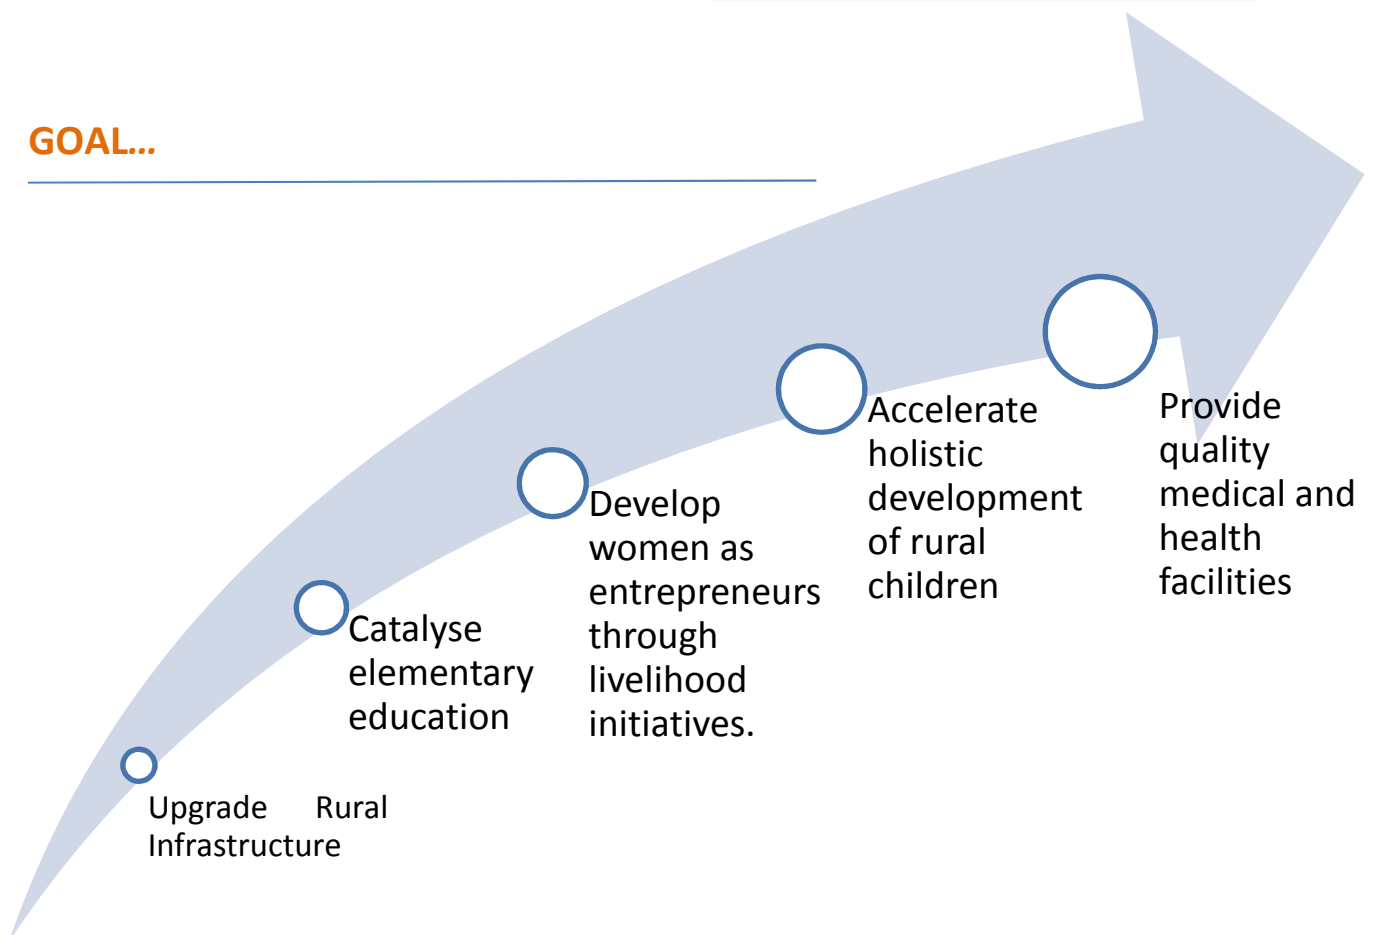 GOAL...
Upgrade Rural
Infrastructure
Catalyse
elementary
education
Develop
women as
entrepreneurs
through
livelihood
initiatives.
Accelerate
holistic
development
of rural
children
Provide
quality
medical and
health
facilities